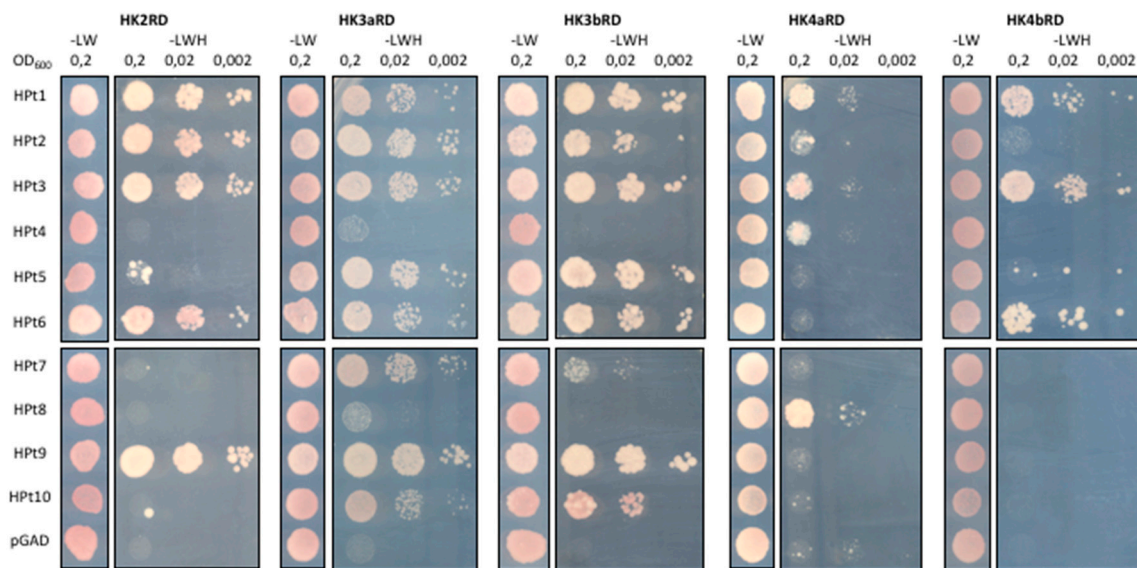 HK2RD HK3aRD HK3bRD HK4aRD HK4bRD
-LW -LWH -LW -LWH -LW -LWH -LW -LWH -LW -LWH
OD600 0,2 0,2 0,02 0,002 0,2 0,2 0,02 0,002 0,2 0,2 0,02 0,002 0,2 0,2 0,02 0,002 0,2 0,2 0,02 0,002
HPt1
HPt2
HPt3
HPt4
HPt5
HPt6
HPt7
HPt8
HPt9
HPt10
pGAD